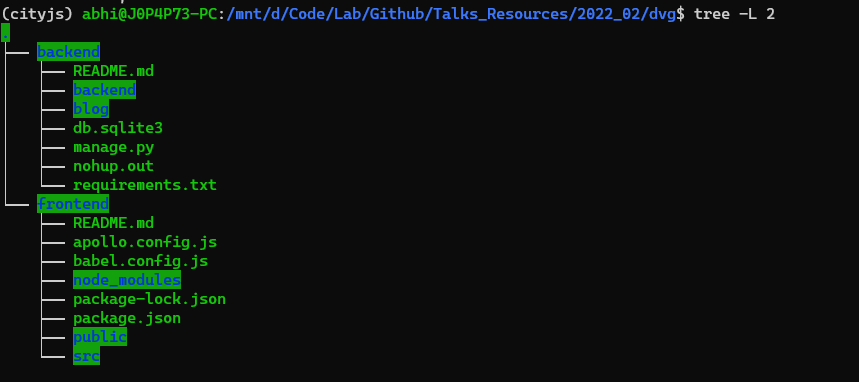 (cityjs) abhi@J0P4P73-PC:/mnt/d/Code/Lab/Github/Talks_Resources/2022_02/dvg$ tree -L 2
.
├── backend
│   ├── README.md
│   ├── backend
│   ├── blog
│   ├── db.sqlite3
│   ├── manage.py
│   ├── nohup.out
│   └── requirements.txt
└── frontend
    ├── README.md
    ├── apollo.config.js
    ├── babel.config.js
    ├── node_modules
    ├── package-lock.json
    ├── package.json
    ├── public
    └── src